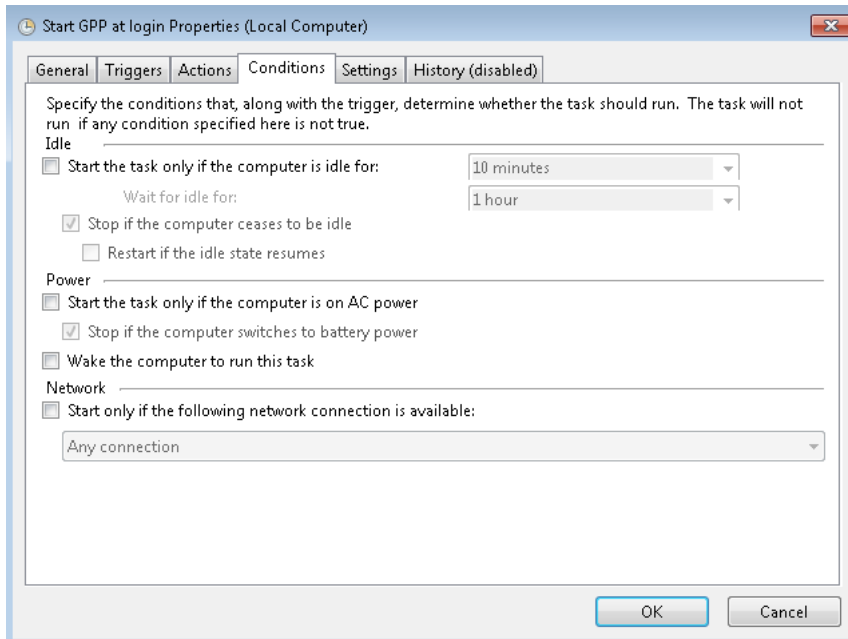 Start GPP at login Properties (Local Computer)
General Triggers Actions Conditions Settings History (disabled)
Specify the conditions that, along with the trigger, determine whether the task should run. The task will not
run if any condition specified here is not true.
Idle
Start the task only if the computer is idle for: 10 minutes
Wait for idle for: 1 hour
Stop if the computer ceases to be idle
Restart if the idle state resumes
Power
Start the task only if the computer is on AC power
Stop if the computer switches to battery power
Wake the computer to run this task
Network
Start only if the following network connection is available:
Any connection
OK Cancel